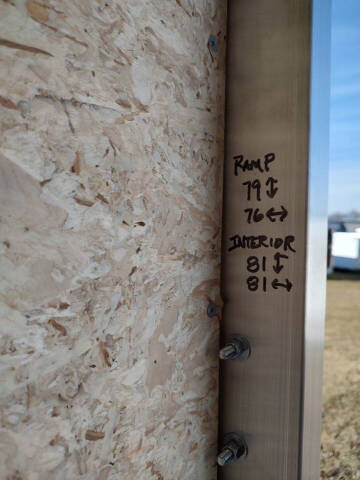 RAMP
79↕
76↔
INTERIOR
81↕
81↔